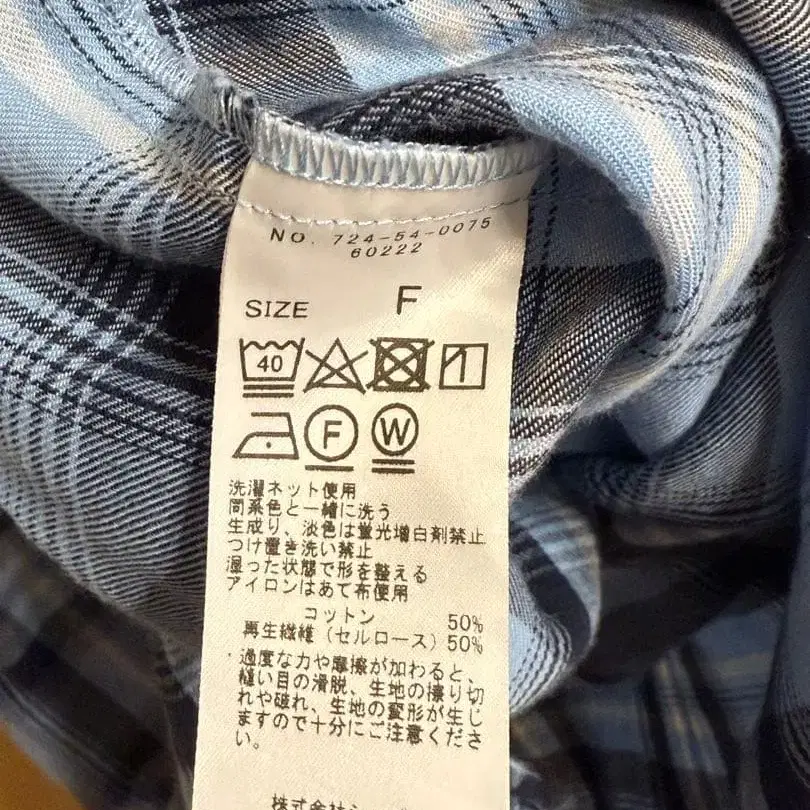 NO. 724-54-0075
60222
SIZE F
40
F W
洗濯ネット使用
同系色と一緒に洗う
生成り、淡色は蛍光増白剤禁止
つけ置き洗い禁止
湿った状態で形を整える
アイロンはあて布使用
コットン 50%
再生繊維(セルロース)50%
・過度な力や摩擦が加わると、
縫い目の滑脱、生地の擦り切
れや破れ、生地の変形が生じ
ますので十分にご注意くださ
い。
株式会社